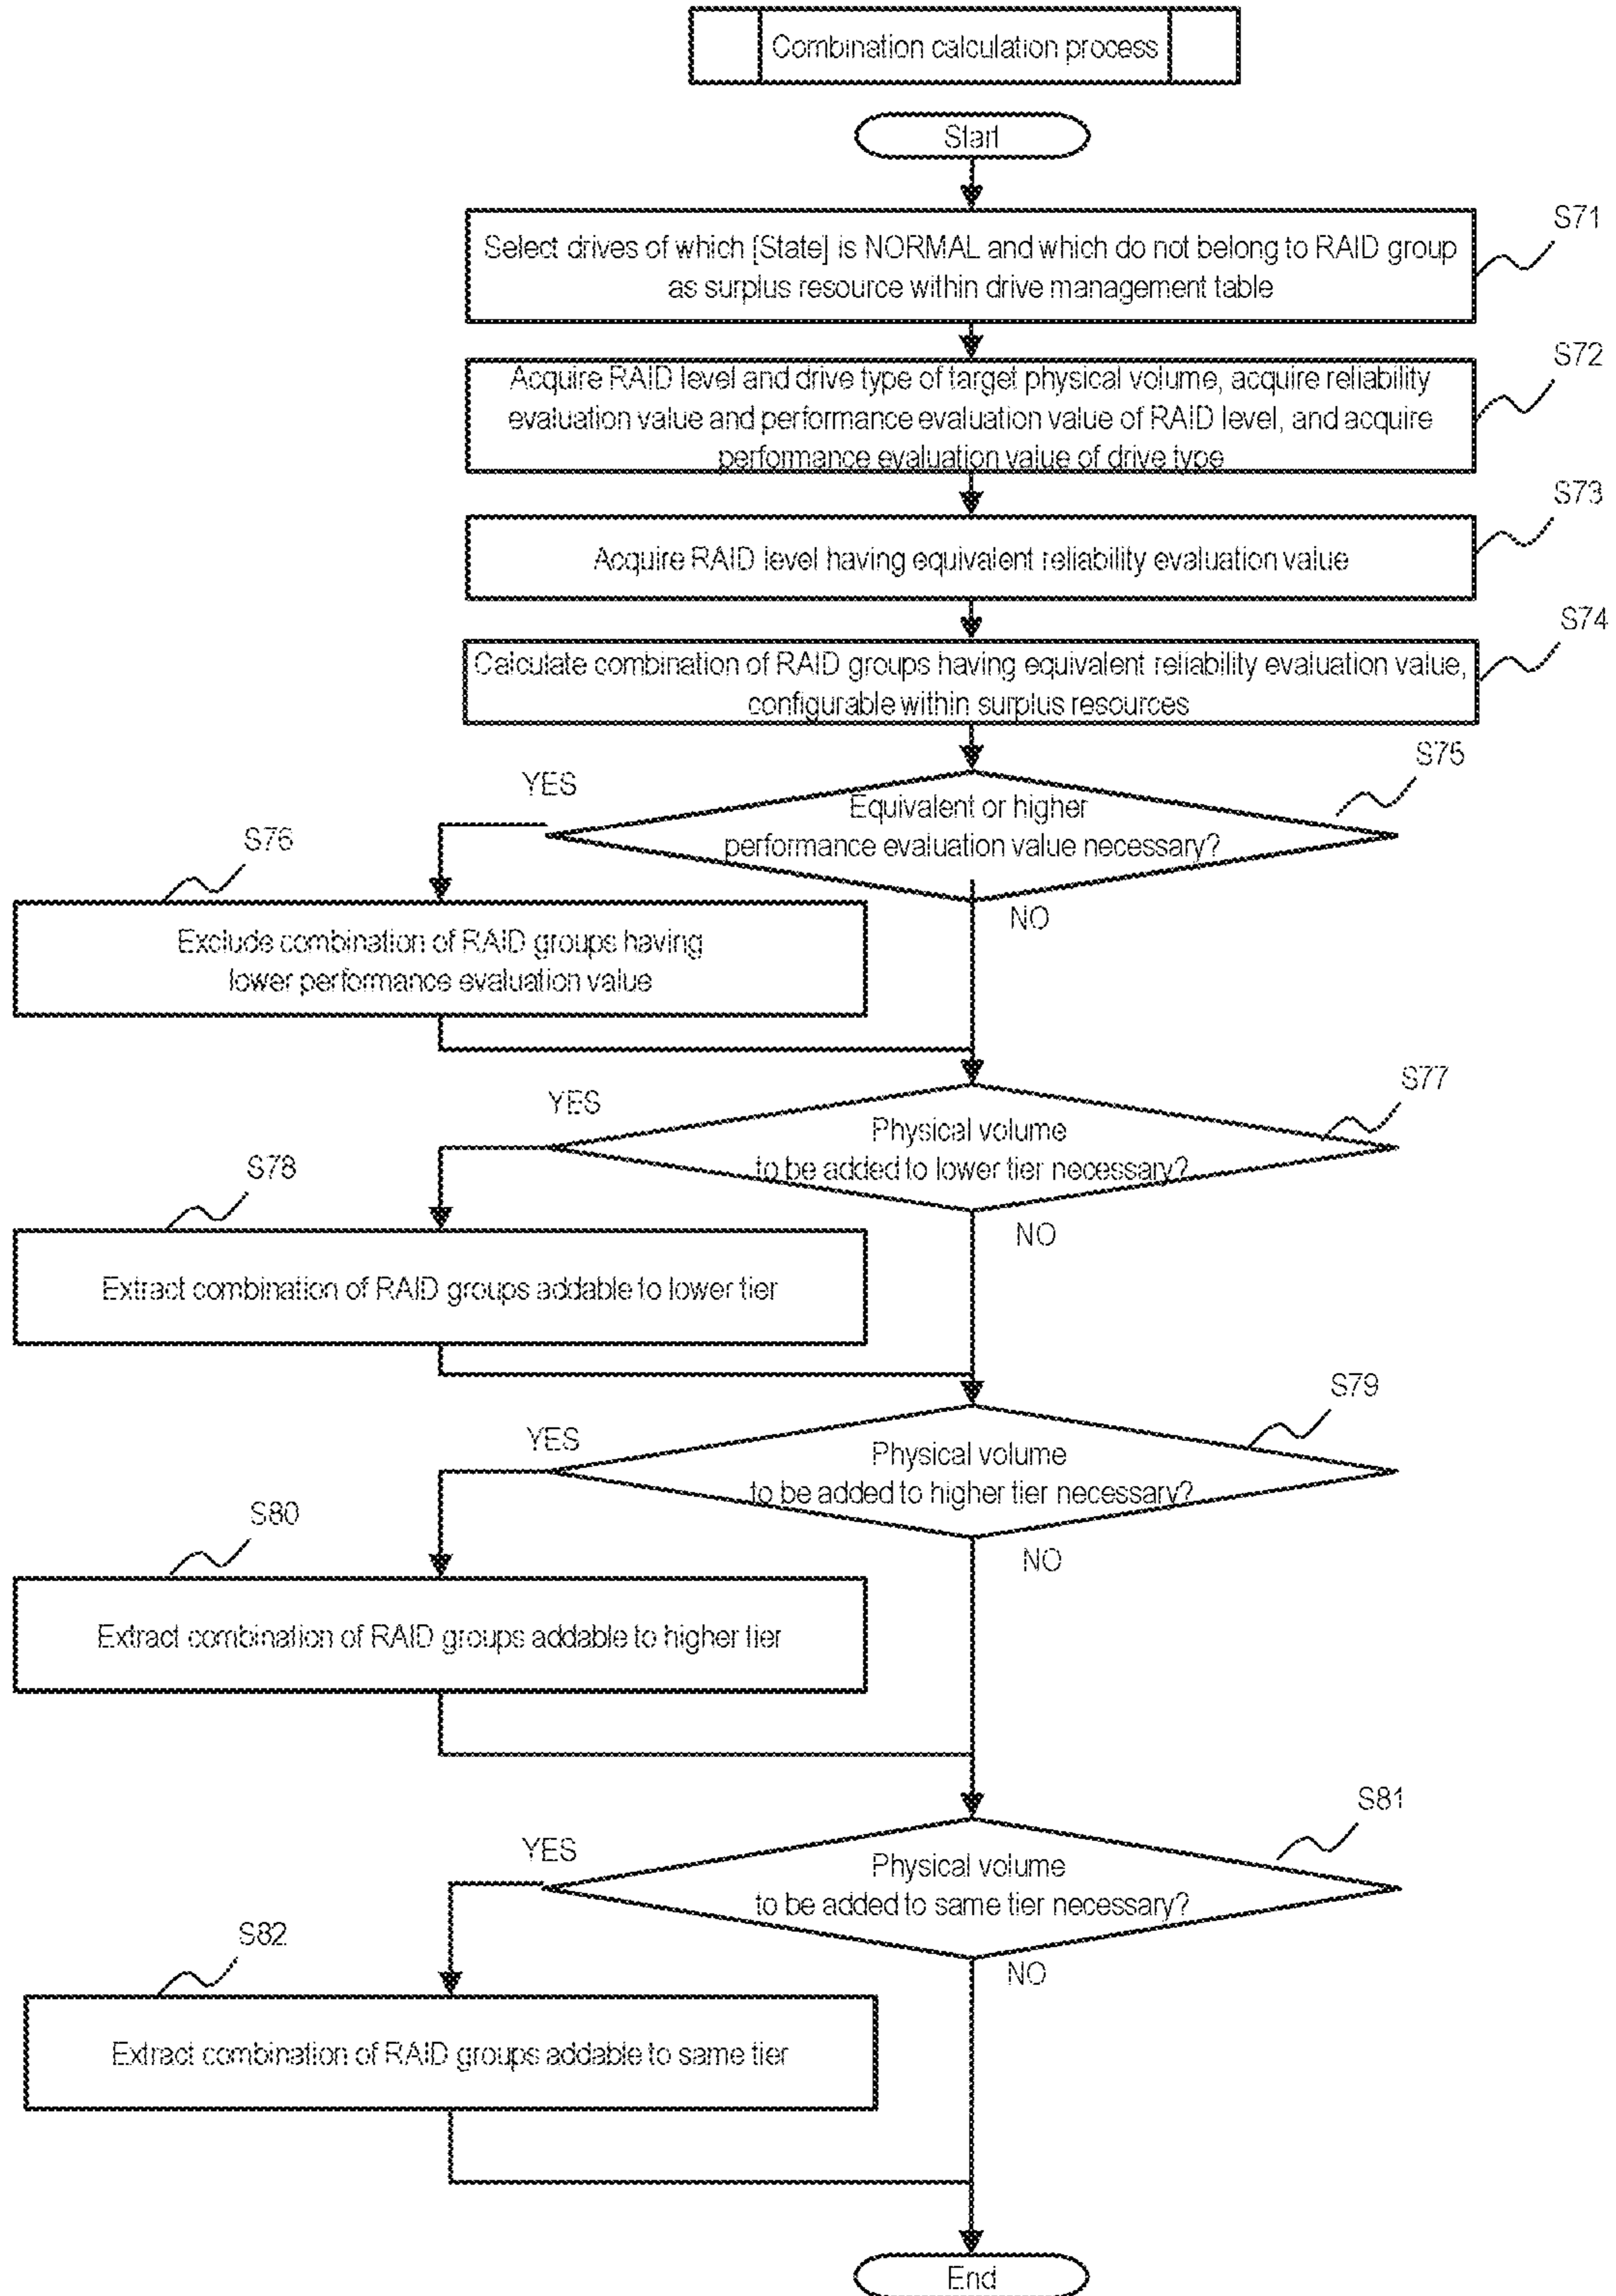 Combination calculation process
Start
S71
Select drives of which [State] is NORMAL and which do not belong to RAID group
as surplus resource within drive management table
S72
Acquire RAID level and drive type of target physical volume, acquire reliability
evaluation value and performance evaluation value of RAID level, and acquire
performance evaluation value of drive type
S73
Acquire RAID level having equivalent reliability evaluation value
S74
Calculate combination of RAID groups having equivalent reliability evaluation value,
configurable within surplus resources
S75
YES
Equivalent or higher
performance evaluation value necessary?
S76
NO
Exclude combination of RAID groups having
lower performance evaluation value
S77
YES
Physical volume
to be added to lower tier necessary?
S78
NO
Extract combination of RAID groups addable to lower tier
S79
YES
Physical volume
to be added to higher tier necessary?
S80
NO
Extract combination of RAID groups addable to higher tier
S81
YES
Physical volume
to be added to same tier necessary?
S82
NO
Extract combination of RAID groups addable to same tier
End